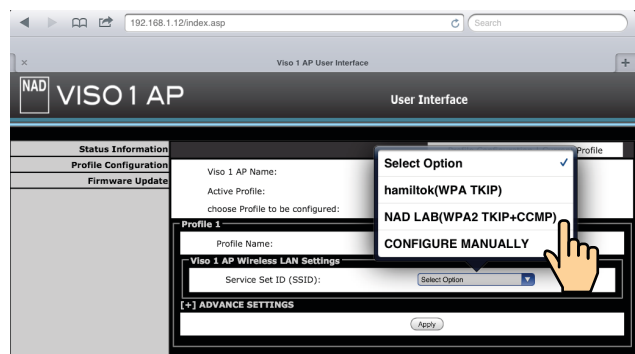 192.168.1.12/index.asp
Search
Viso 1 AP User Interface
NAD VISO 1 AP
User Interface
Status Information
Profile Configuration
Firmware Update
Profile
Viso 1 AP Name:
Active Profile:
choose Profile to be configured:
Select Option
hamiltok(WPA TKIP)
NAD LAB(WPA2 TKIP+CCMP)
CONFIGURE MANUALLY
Profile 1
Profile Name:
Viso 1 AP Wireless LAN Settings
Service Set ID (SSID):
Select Option
[+] ADVANCE SETTINGS
Apply